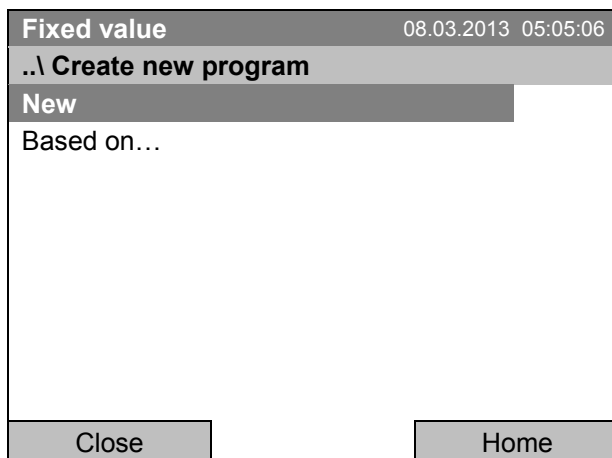 Fixed value 08.03.2013 05:05:06
..\ Create new program
New
Based on…
Close Home